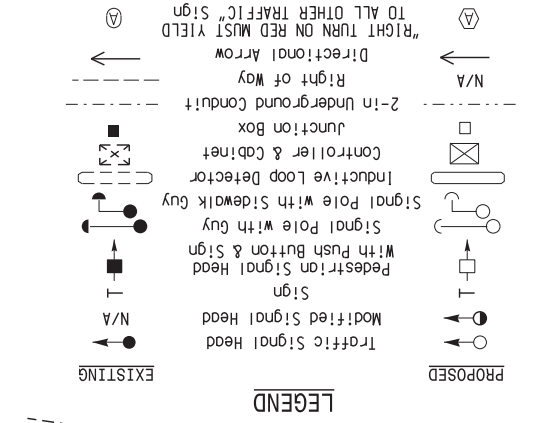 LEGEND
PROPOSED EXISTING
Traffic Signal Head
Modified Signal Head N/A
Sign
Pedestrian Signal Head
With Push Button & Sign
Signal Pole with Guy
Signal Pole with Sidewalk Guy
Inductive Loop Detector
Controller & Cabinet
Junction Box
2-in Underground Conduit
N/A Right of Way
Directional Arrow
A "RIGHT TURN ON RED MUST YIELD A
TO ALL OTHER TRAFFIC" Sign